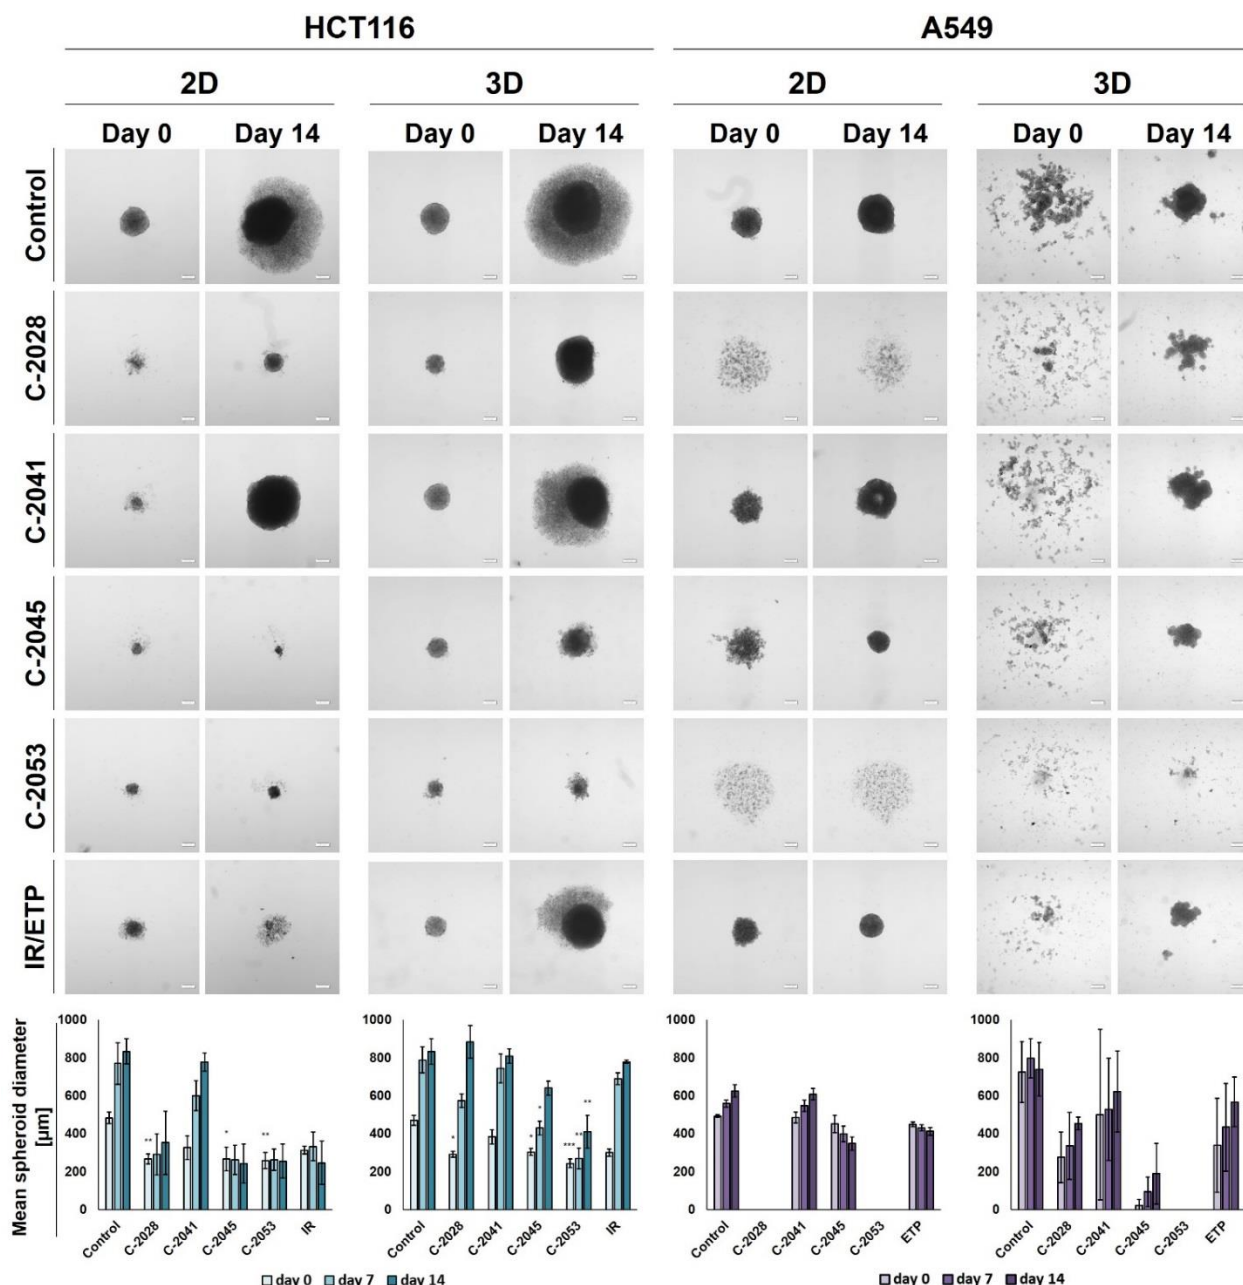 HCT116 A549
2D 3D 2D 3D
Day 0 Day 14 Day 0 Day 14 Day 0 Day 14 Day 0 Day 14
Control
C-2028
C-2041
C-2045
C-2053
IR/ETP
Mean spheroid diameter
[µm]
1000 1000 1000 1000
800 800 800 800
600 600 600 600
400 400 400 400
200 200 200 200
0 0 0 0
** * ** * * * *** ** **
Control C-2028 C-2041 C-2045 C-2053 IR Control C-2028 C-2041 C-2045 C-2053 IR Control C-2028 C-2041 C-2045 C-2053 ETP Control C-2028 C-2041 C-2045 C-2053 ETP
day 0 day 7 day 14 day 0 day 7 day 14